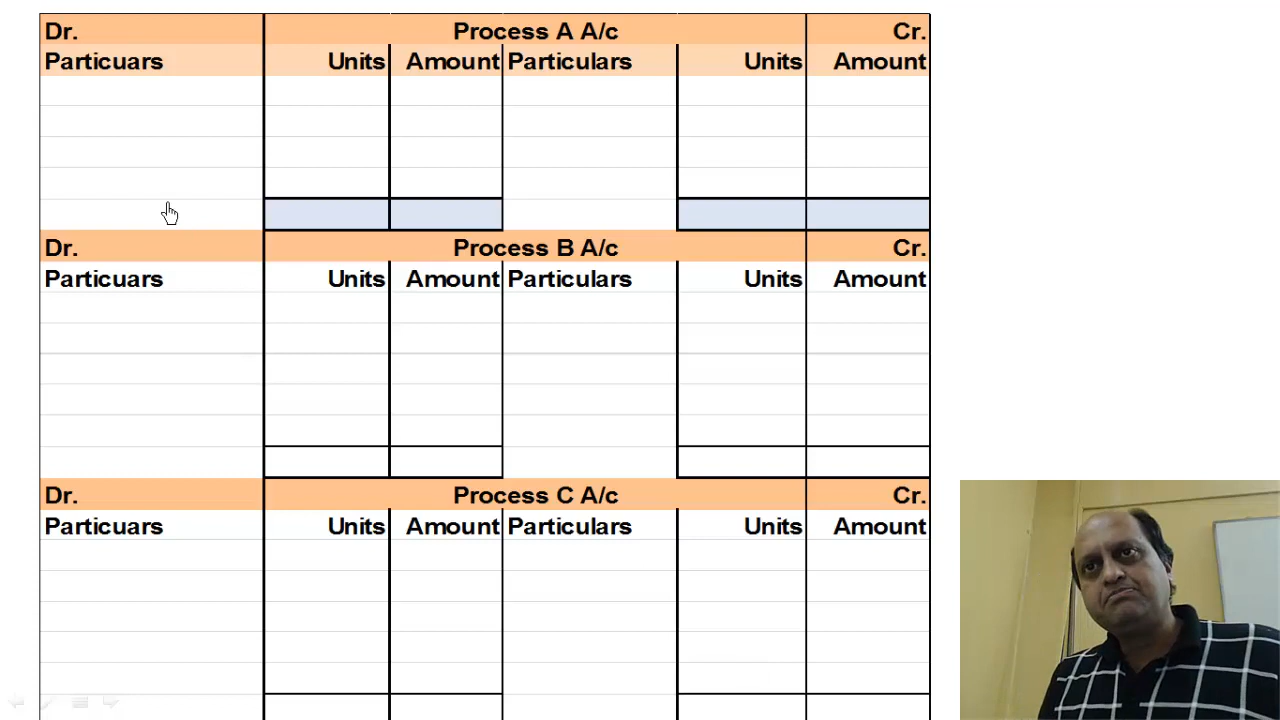 Dr. Process A A/c Cr.
Particuars Units Amount Particulars Units Amount
Dr. Process B A/c Cr.
Particuars Units Amount Particulars Units Amount
Dr. Process C A/c Cr.
Particuars Units Amount Particulars Units Amount